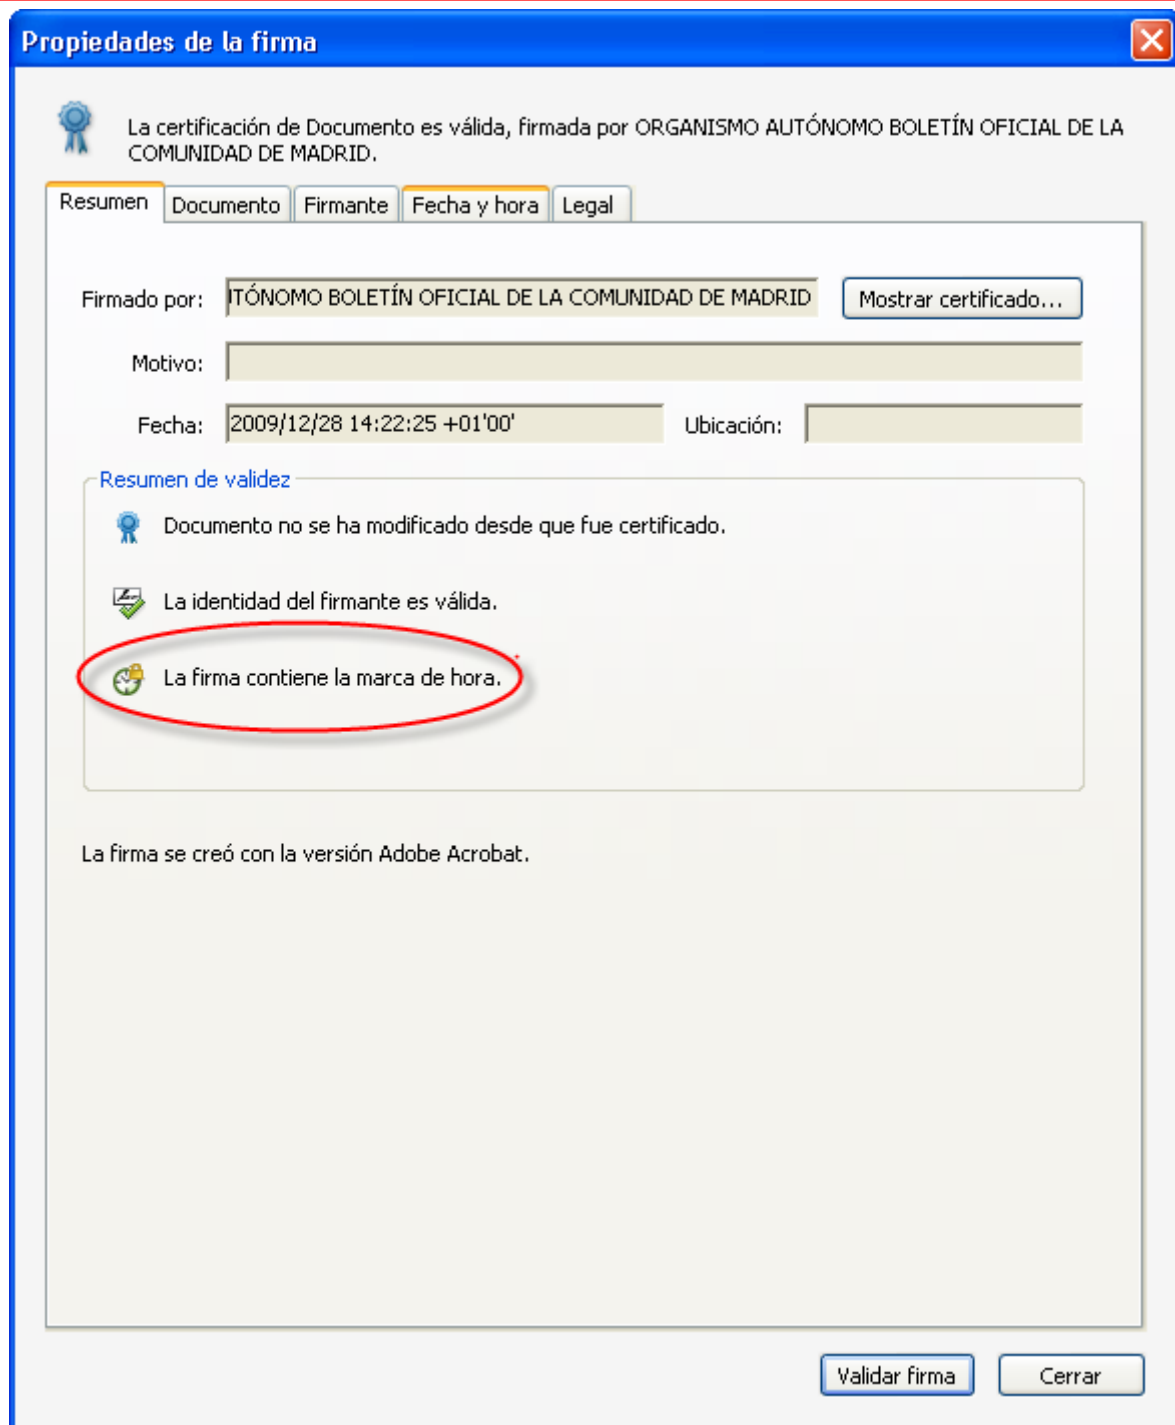 Propiedades de la firma
La certificación de Documento es válida, firmada por ORGANISMO AUTÓNOMO BOLETÍN OFICIAL DE LA
COMUNIDAD DE MADRID.
Resumen Documento Firmante Fecha y hora Legal
Firmado por: TÓNOMO BOLETÍN OFICIAL DE LA COMUNIDAD DE MADRID Mostrar certificado...
Motivo:
Fecha: 2009/12/28 14:22:25 +01'00' Ubicación:
Resumen de validez
Documento no se ha modificado desde que fue certificado.
La identidad del firmante es válida.
La firma contiene la marca de hora.
La firma se creó con la versión Adobe Acrobat.
Validar firma Cerrar